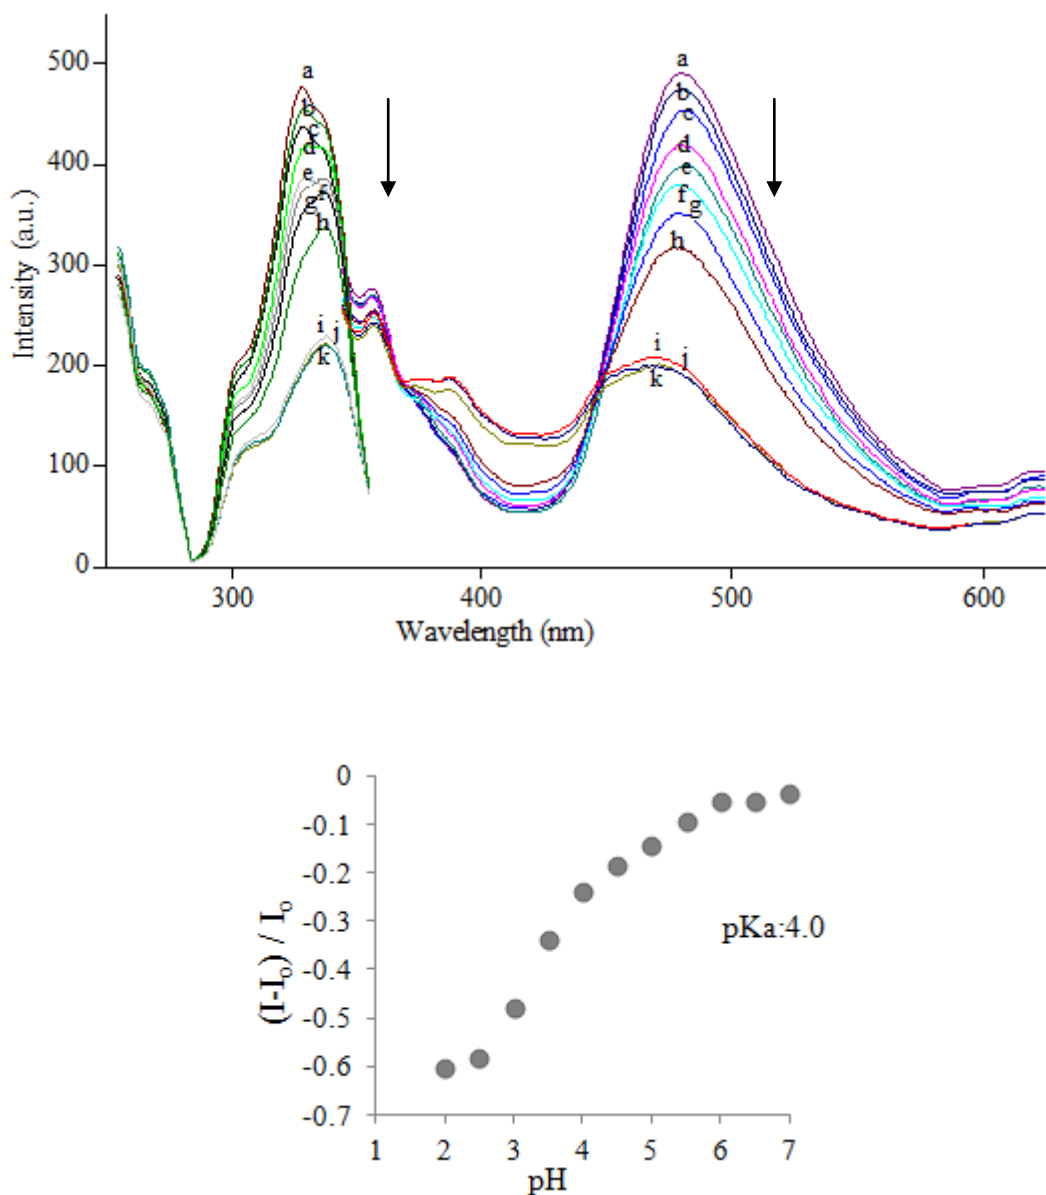 500
400
300
200
100
0
Intensity (a.u.)
a
b
c
d
e
f
g
h
i
j
k
a
b
c
d
e
f
g
h
i
j
k
300 400 500 600
Wavelength (nm)
0
-0.1
-0.2
-0.3
-0.4
-0.5
-0.6
-0.7
(I-Io) / Io
pKa:4.0
1 2 3 4 5 6 7
pH